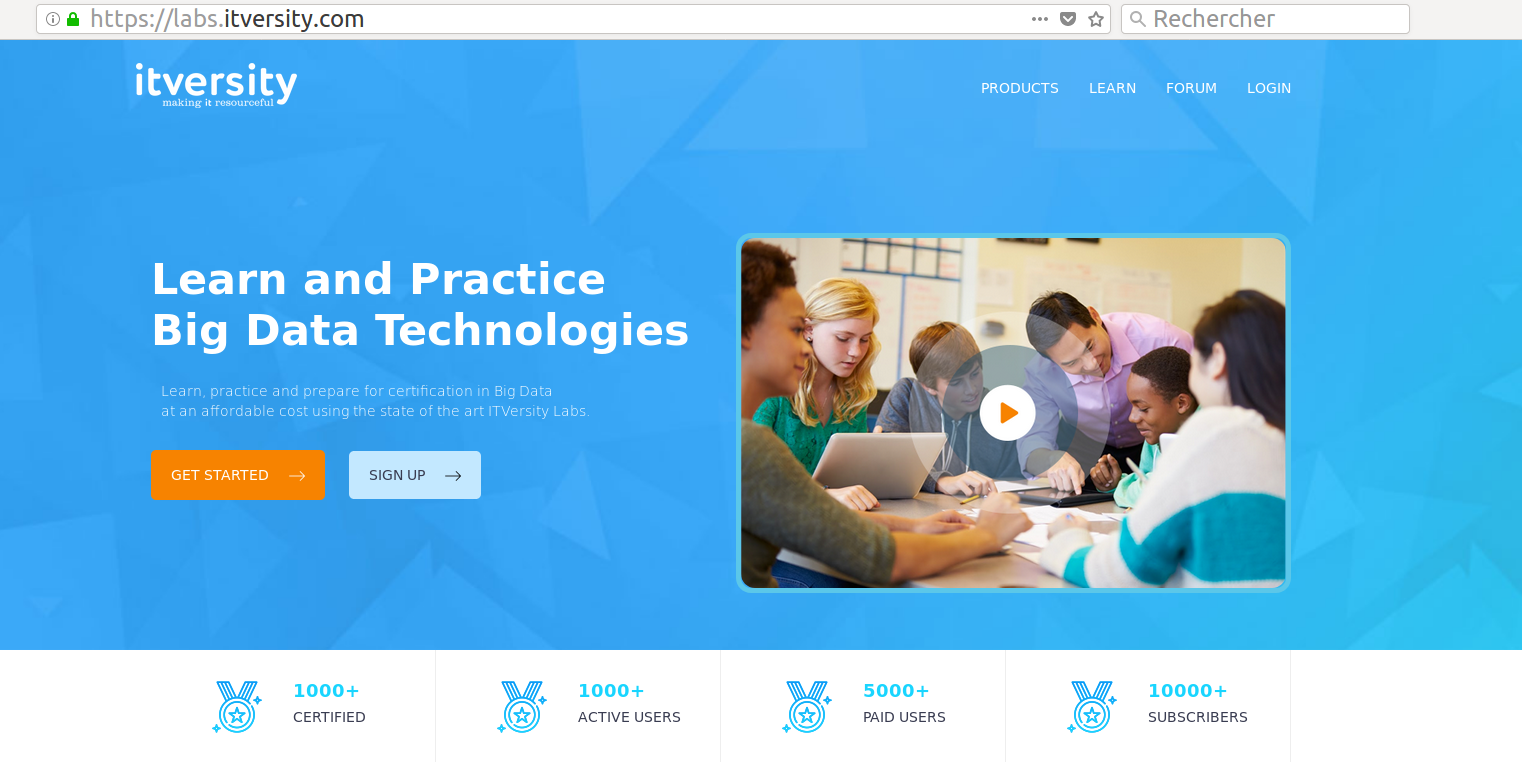 https://labs.itversity.com
Rechercher
itversity
making it resourceful
PRODUCTS
LEARN
FORUM
LOGIN
Learn and Practice
Big Data Technologies
Learn, practice and prepare for certification in Big Data
at an affordable cost using the state of the art ITVersity Labs.
GET STARTED
SIGN UP
1000+
CERTIFIED
1000+
ACTIVE USERS
5000+
PAID USERS
10000+
SUBSCRIBERS